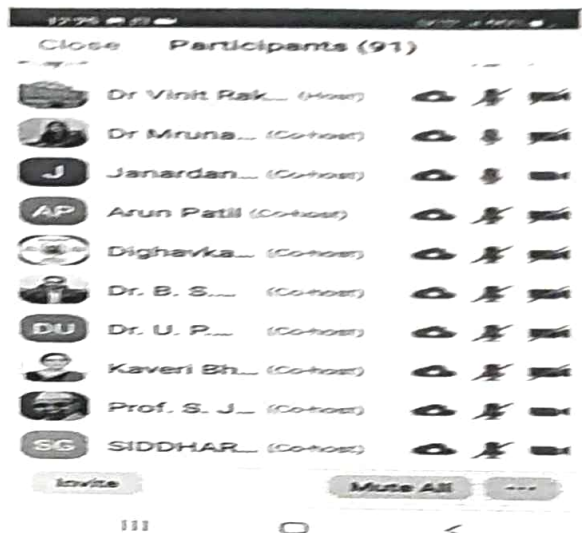 12:26
Close Participants (91)
Dr Vinit Rak... (Host)
Dr Mruna... (Co-host)
J Janardan... (Co-host)
AP Arun Patil (Co-host)
Dighavka... (Co-host)
Dr. B. S.... (Co-host)
DU Dr. U. P.... (Co-host)
Kaveri Bh... (Co-host)
Prof. S. J... (Co-host)
SG SIDDHAR... (Co-host)
Invite Mute All ...